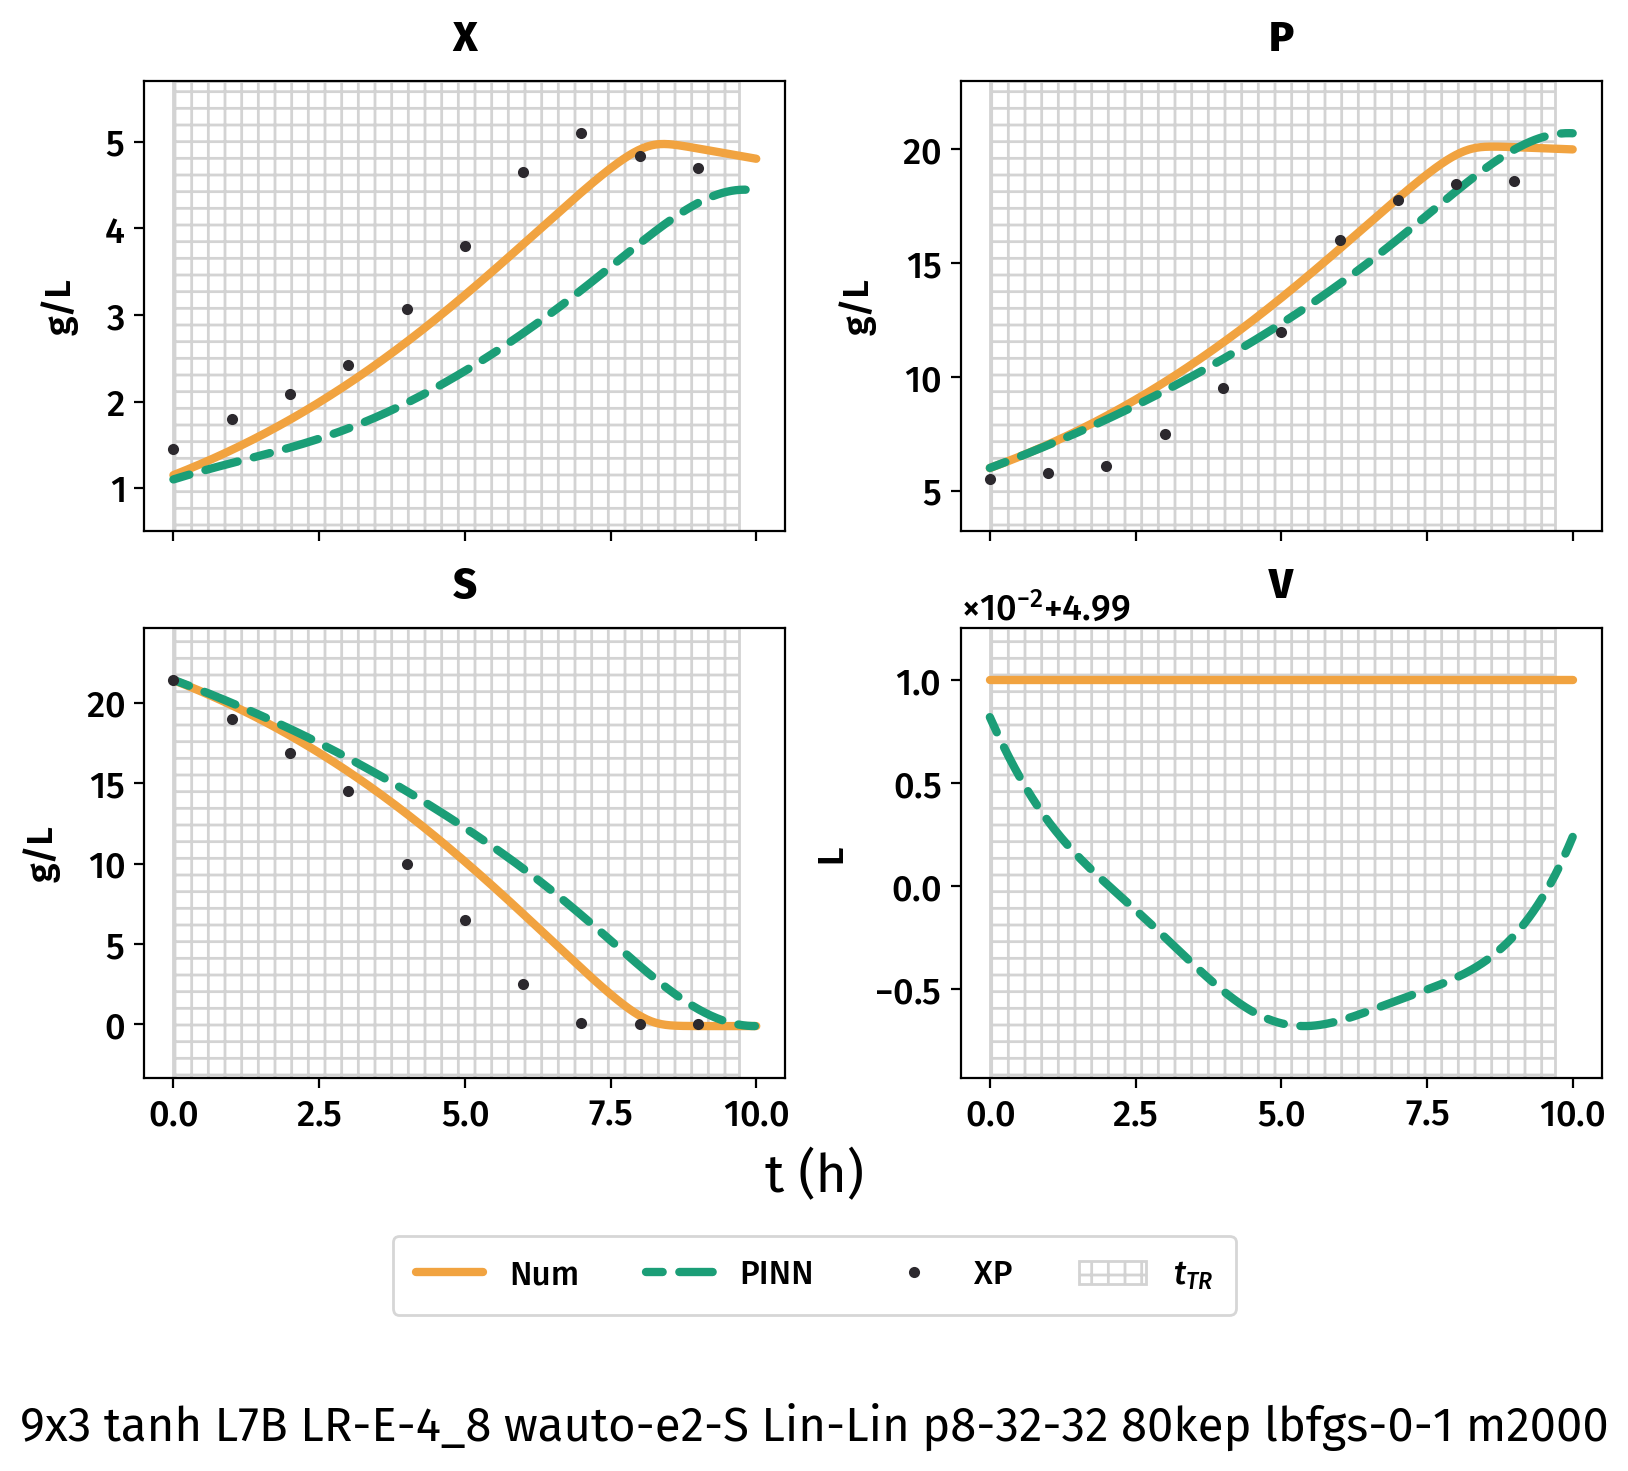 X
P
5
4
3
2
1
g/L
20
15
10
5
g/L
S
V
×10⁻²+4.99
20
15
10
5
0
g/L
1.0
0.5
0.0
−0.5
L
0.0 2.5 5.0 7.5 10.0
0.0 2.5 5.0 7.5 10.0
t (h)
Num PINN XP t_TR
9x3 tanh L7B LR-E-4_8 wauto-e2-S Lin-Lin p8-32-32 80kep lbfgs-0-1 m2000